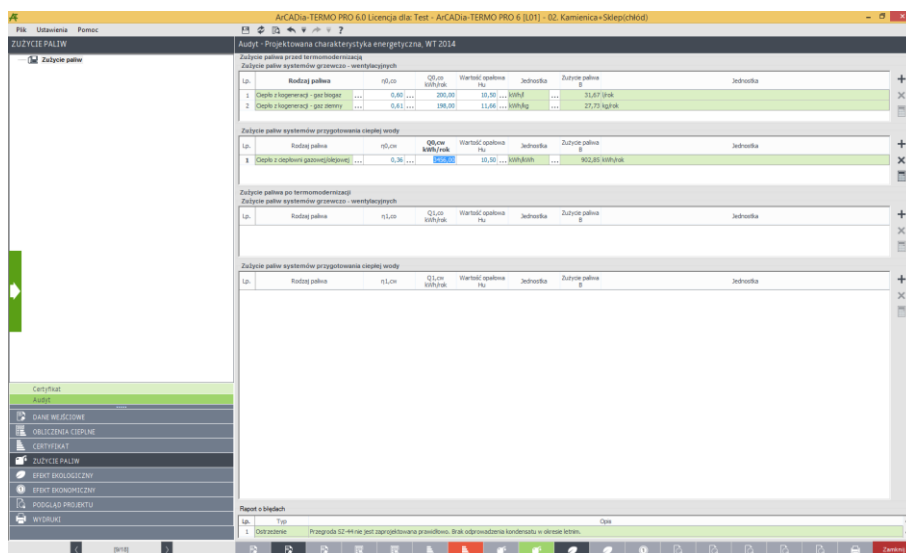 ArCADia-TERMO PRO 6.0 Licencja dla: Test - ArCADia-TERMO PRO 6 [L01] - 02. Kamienica+Sklep(chłód)
Plik Ustawienia Pomoc
ZUŻYCIE PALIW
Audyt - Projektowana charakterystyka energetyczna, WT 2014
Zużycie paliw
Zużycie paliwa przed termomodernizacją
Zużycie paliw systemów grzewczo - wentylacyjnych
Lp. Rodzaj paliwa η0,co Q0,co kWh/rok Wartość opałowa Hu Jednostka Zużycie paliwa B Jednostka
1 Ciepło z kogeneracji - gaz biogaz ... 0,60 ... 200,00 10,50 ... kWh/l ... 31,67 l/rok
2 Ciepło z kogeneracji - gaz ziemny ... 0,61 ... 198,00 11,66 ... kWh/kg ... 27,73 kg/rok
Zużycie paliw systemów przygotowania ciepłej wody
Lp. Rodzaj paliwa η0,cw Q0,cw kWh/rok Wartość opałowa Hu Jednostka Zużycie paliwa B Jednostka
1 Ciepło z ciepłowni gazowej/olejowej ... 0,36 ... 3456,00 10,50 ... kWh/kWh ... 902,85 kWh/rok
Zużycie paliwa po termomodernizacji
Zużycie paliw systemów grzewczo - wentylacyjnych
Lp. Rodzaj paliwa η1,co Q1,co kWh/rok Wartość opałowa Hu Jednostka Zużycie paliwa B Jednostka
Zużycie paliw systemów przygotowania ciepłej wody
Lp. Rodzaj paliwa η1,cw Q1,cw kWh/rok Wartość opałowa Hu Jednostka Zużycie paliwa B Jednostka
Certyfikat
Audyt
DANE WEJŚCIOWE
OBLICZENIA CIEPLNE
CERTYFIKAT
ZUŻYCIE PALIW
EFEKT EKOLOGICZNY
EFEKT EKONOMICZNY
PODGLĄD PROJEKTU
WYDRUKI
Raport o błędach
Lp. Typ Opis
1 Ostrzeżenie Przegroda SZ-44 nie jest zaprojektowana prawidłowo. Brak odprowadzenia kondensatu w okresie letnim.
Zamknij